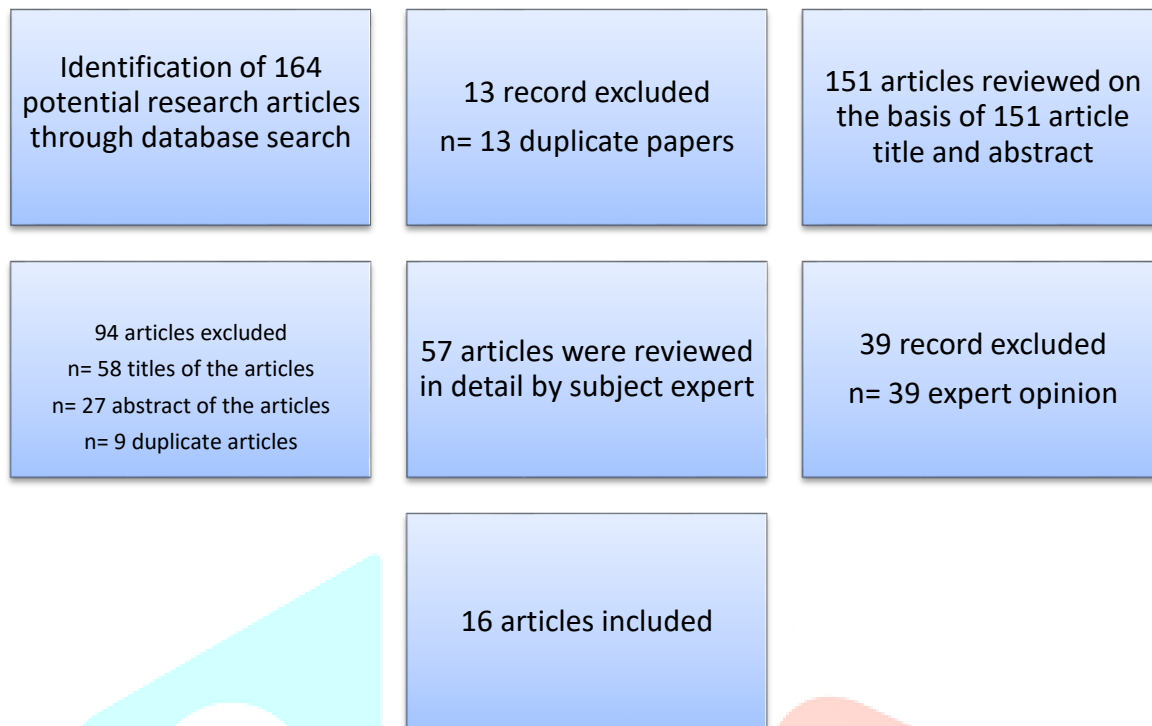 Identification of 164
potential research articles
through database search
13 record excluded
n= 13 duplicate papers
151 articles reviewed on
the basis of 151 article
title and abstract
94 articles excluded
n= 58 titles of the articles
n= 27 abstract of the articles
n= 9 duplicate articles
57 articles were reviewed
in detail by subject expert
39 record excluded
n= 39 expert opinion
16 articles included